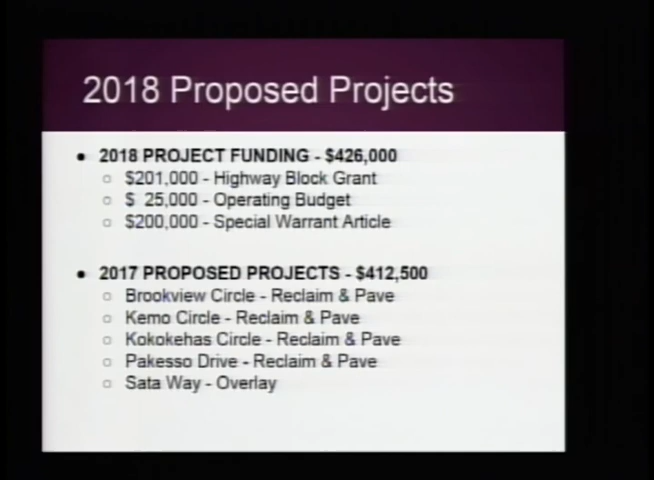 2018 Proposed Projects
● 2018 PROJECT FUNDING - $426,000
○ $201,000 - Highway Block Grant
○ $ 25,000 - Operating Budget
○ $200,000 - Special Warrant Article
● 2017 PROPOSED PROJECTS - $412,500
○ Brookview Circle - Reclaim & Pave
○ Kemo Circle - Reclaim & Pave
○ Kokokehas Circle - Reclaim & Pave
○ Pakesso Drive - Reclaim & Pave
○ Sata Way - Overlay